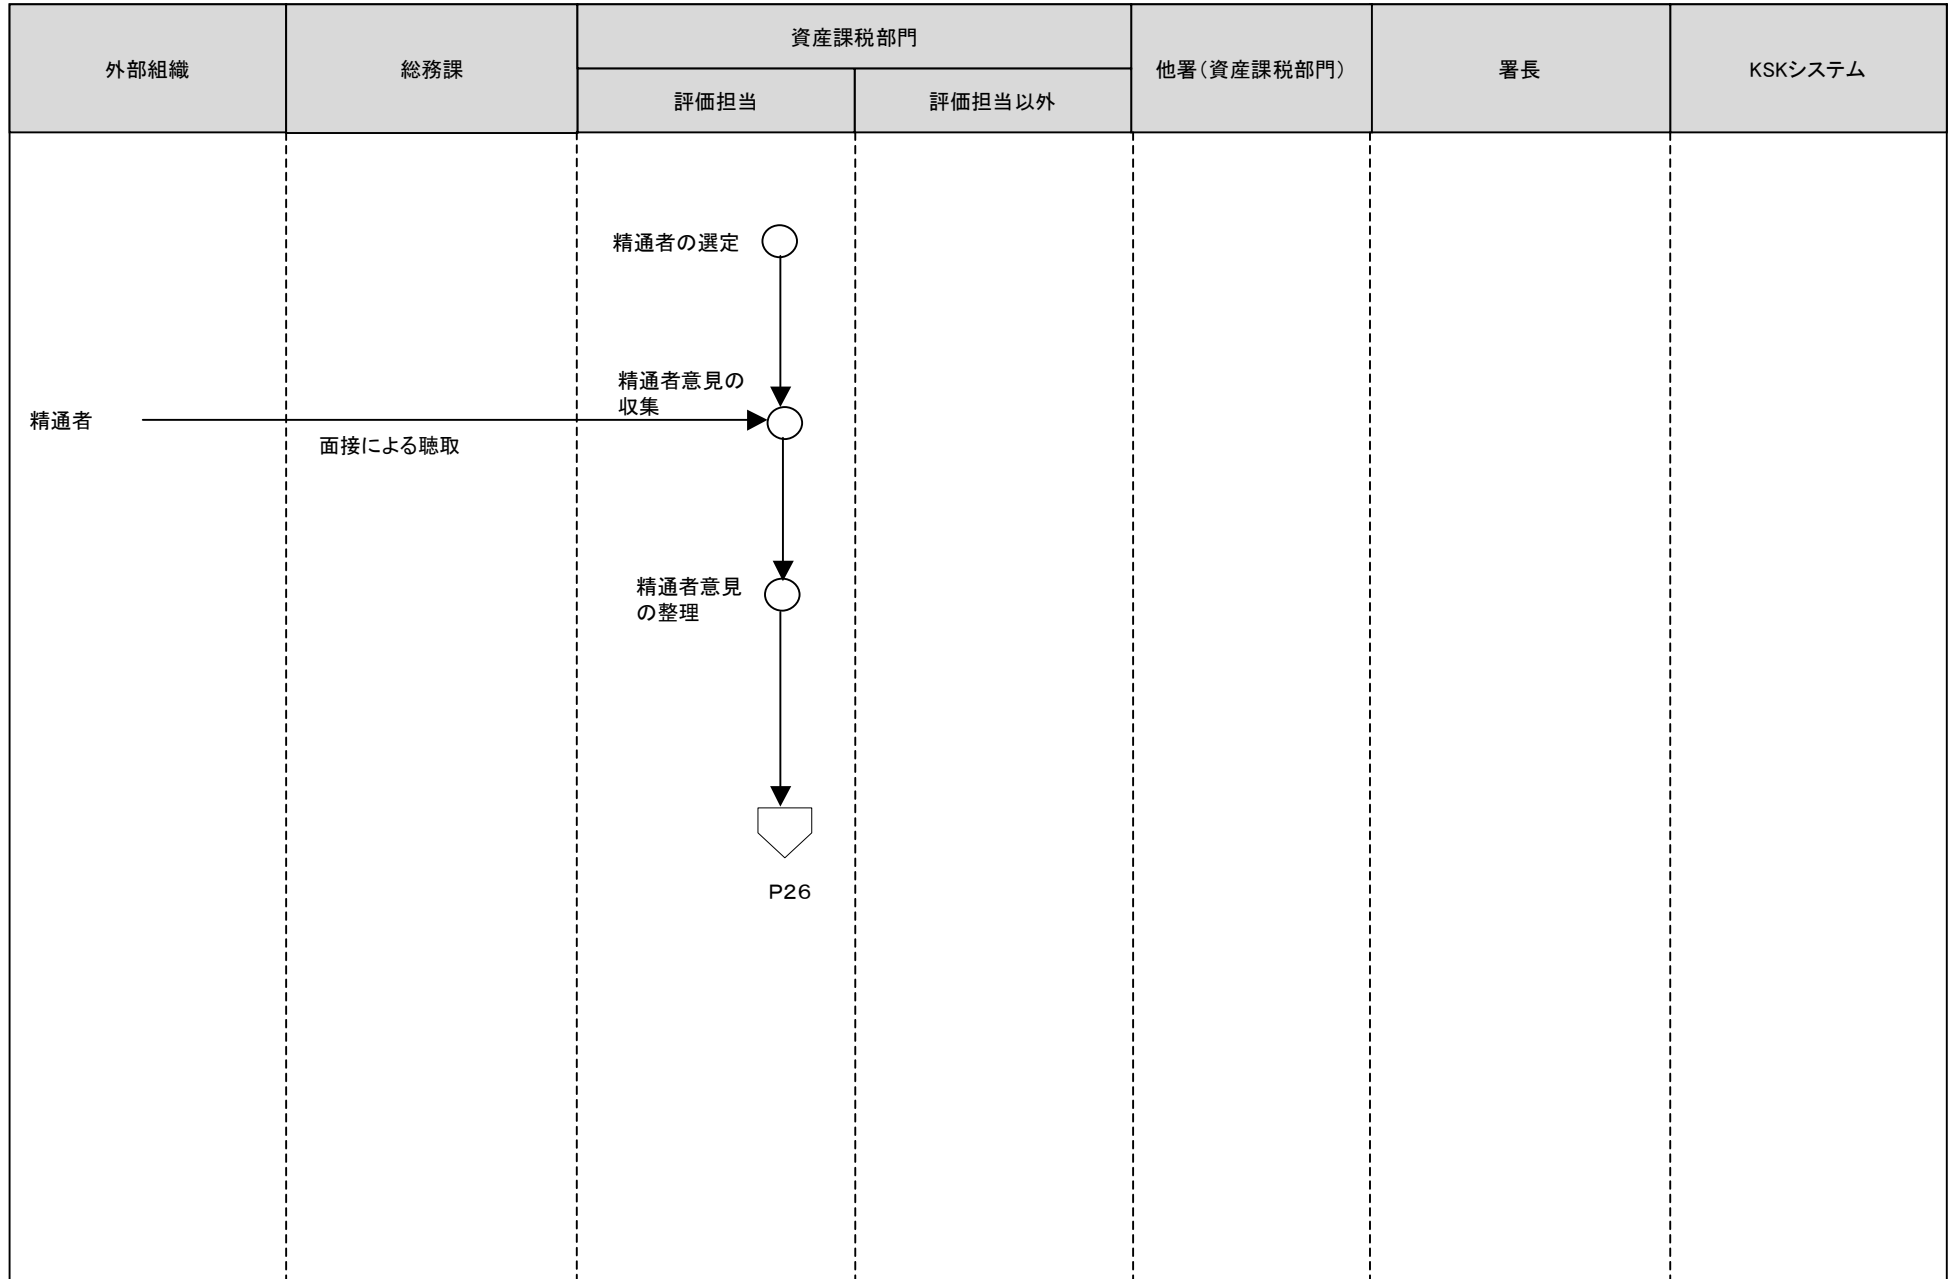 外部組織
総務課
資産課税部門
評価担当
評価担当以外
他署(資産課税部門)
署長
KSKシステム
精通者の選定
精通者意見の
収集
精通者
面接による聴取
精通者意見
の整理
P26